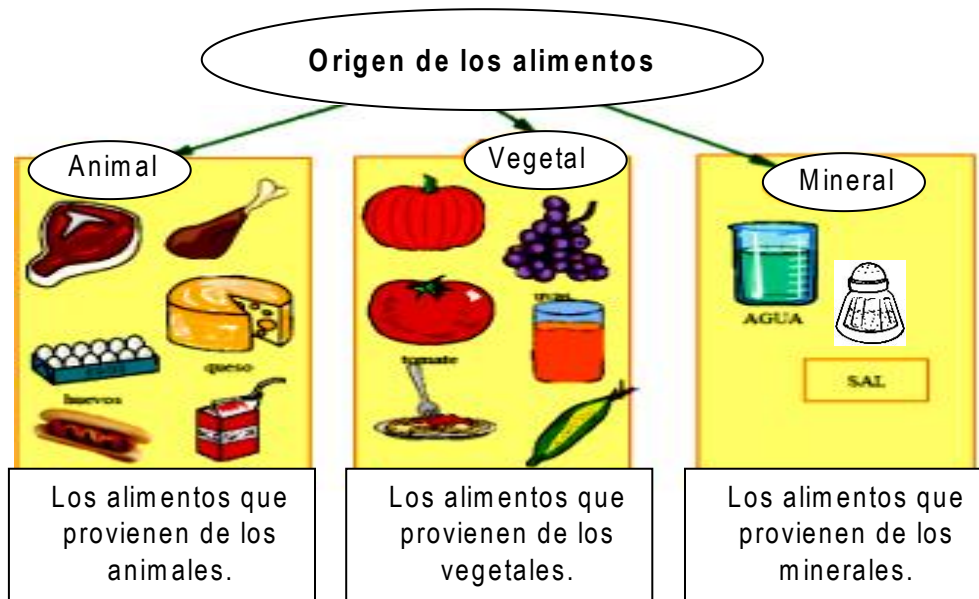 Origen de los alimentos
Animal
Vegetal
Mineral
uvas
AGUA
tomate
queso
huevos
SAL
Los alimentos que
provienen de los
animales.
Los alimentos que
provienen de los
vegetales.
Los alimentos que
provienen de los
minerales.